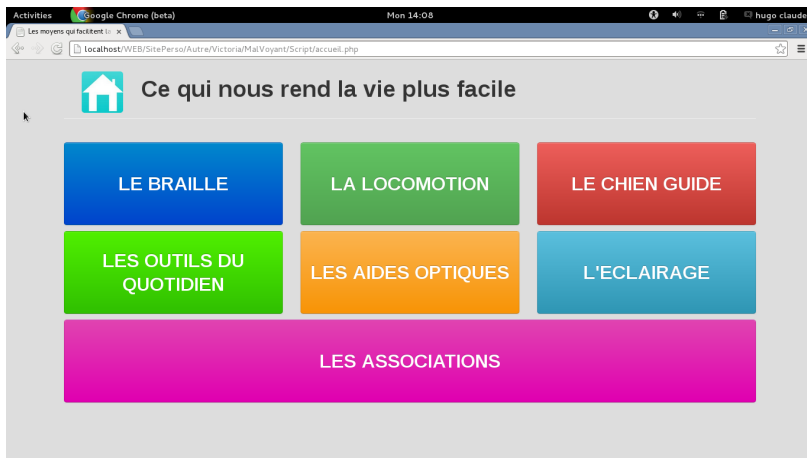 Activities Google Chrome (beta) Mon 14:08 hugo claude
Les moyens qui facilitent la
localhost/WEB/SitePerso/Autre/Victoria/MalVoyant/Script/accueil.php
Ce qui nous rend la vie plus facile
LE BRAILLE LA LOCOMOTION LE CHIEN GUIDE
LES OUTILS DU
QUOTIDIEN
LES AIDES OPTIQUES L'ECLAIRAGE
LES ASSOCIATIONS